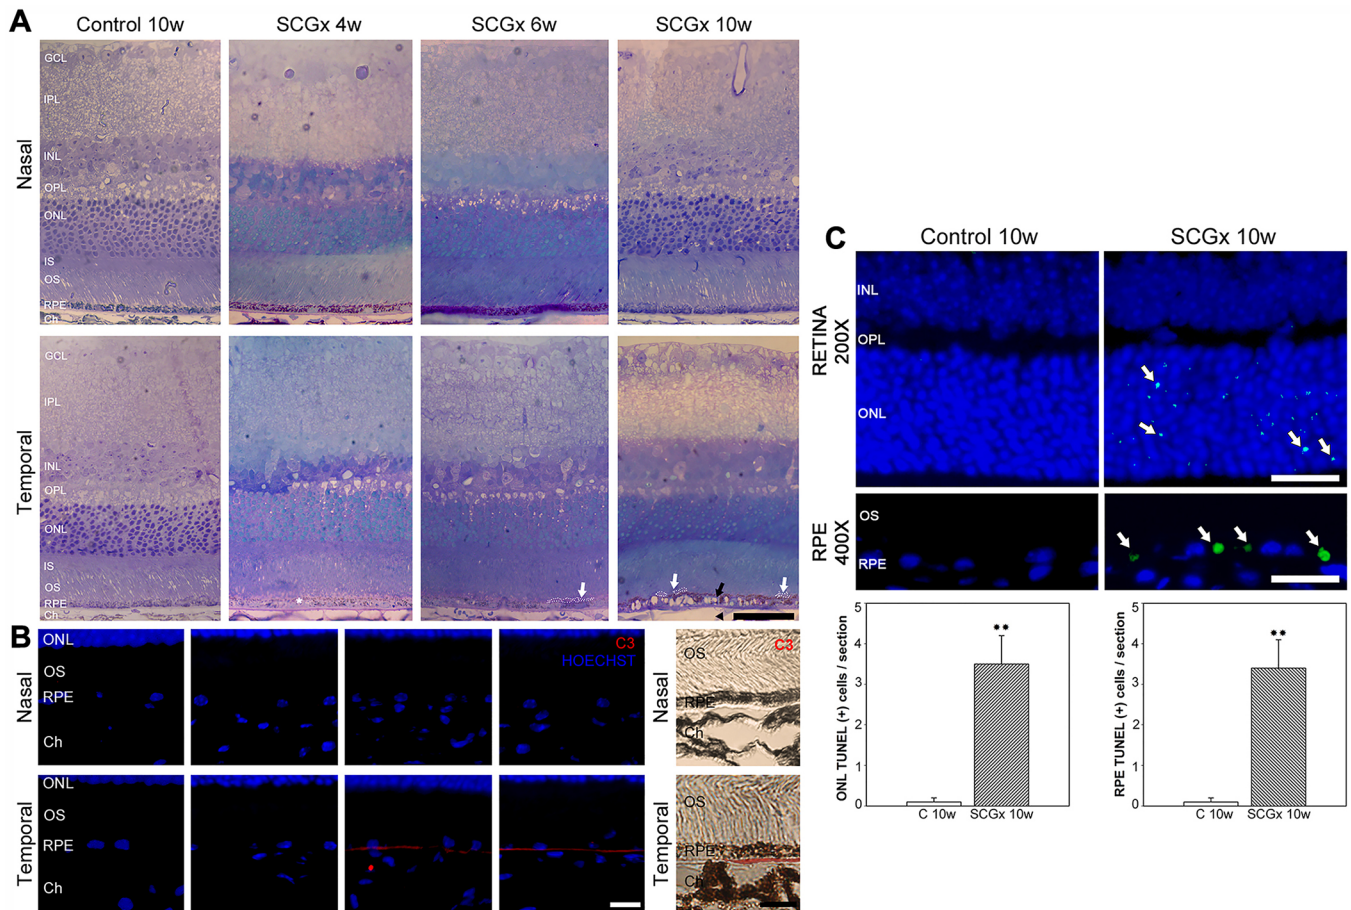 A
Control 10w
SCGx 4w
SCGx 6w
SCGx 10w
Nasal
GCL
IPL
INL
OPL
ONL
IS
OS
RPE
Ch
Temporal
GCL
IPL
INL
OPL
ONL
IS
OS
RPE
Ch
*
B
Nasal
ONL
OS
RPE
Ch
C3
HOECHST
Nasal
OS
C3
RPE
Ch
Temporal
ONL
OS
RPE
Ch
Temporal
OS
RPE
Ch
C
Control 10w
SCGx 10w
RETINA
200X
INL
OPL
ONL
RPE
400X
OS
RPE
ONL TUNEL (+) cells / section
5
4
3
2
1
0
**
C 10w
SCGx 10w
RPE TUNEL (+) cells / section
5
4
3
2
1
0
**
C 10w
SCGx 10w